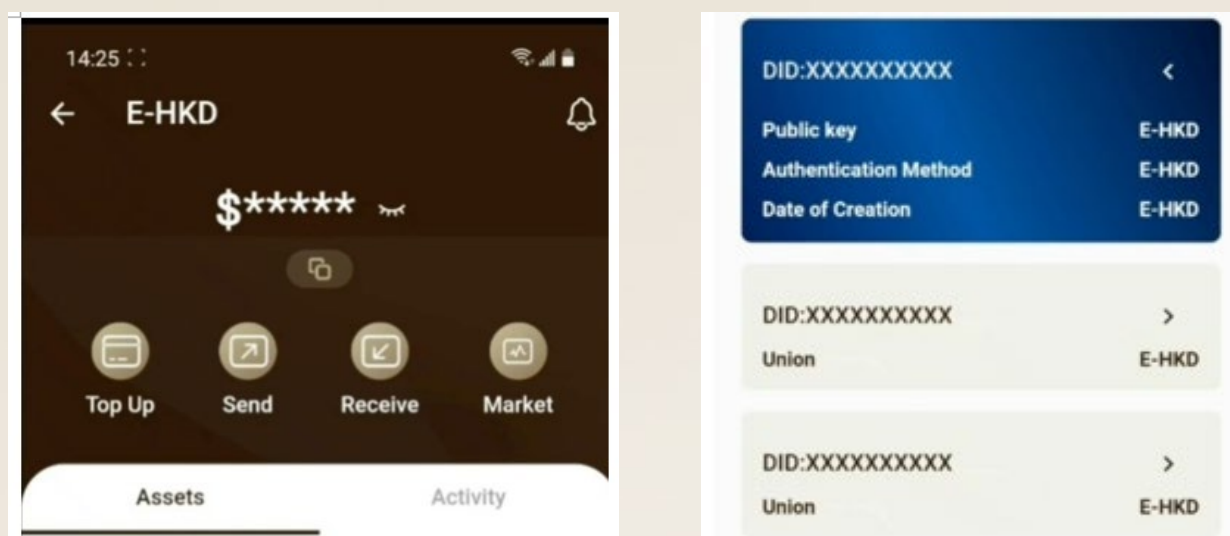 14:25
E-HKD
$*****
Top Up Send Receive Market
Assets Activity
DID:XXXXXXXXXX
Public key E-HKD
Authentication Method E-HKD
Date of Creation E-HKD
DID:XXXXXXXXXX
Union E-HKD
DID:XXXXXXXXXX
Union E-HKD